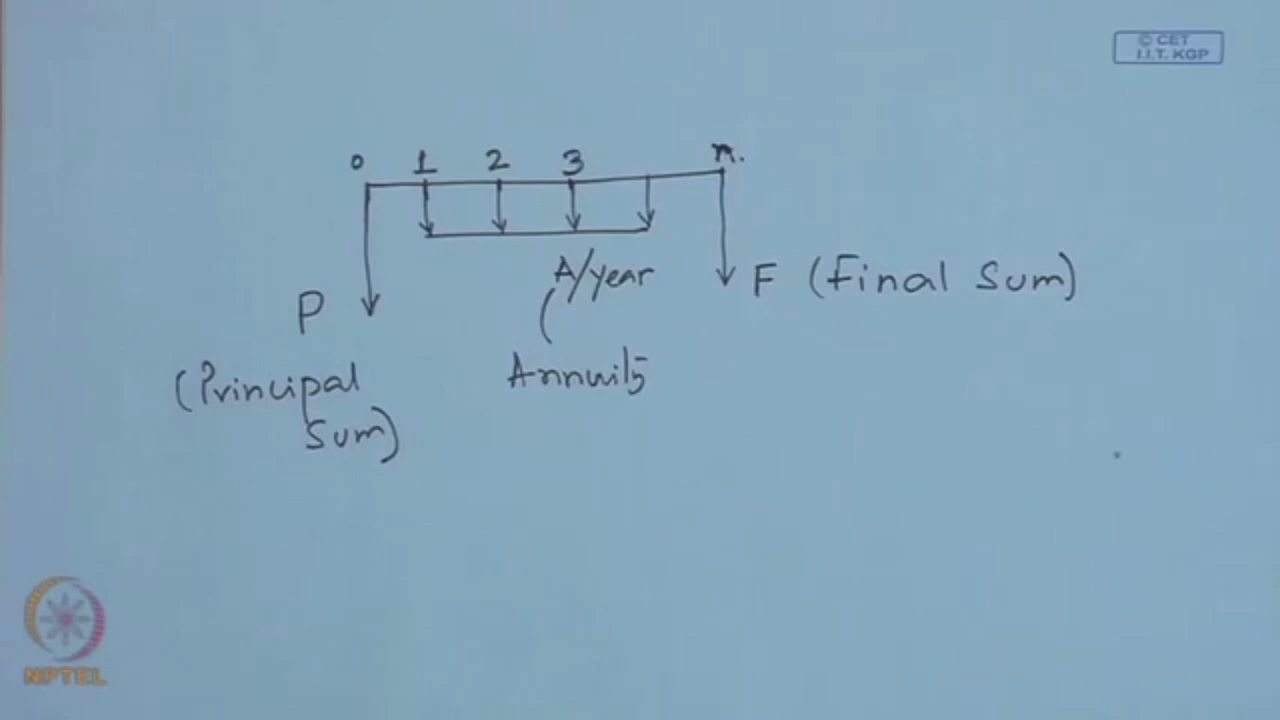 © CET
I.I.T. KGP
0 1 2 3 n.
A/year
F (Final Sum)
P
(Principal
Sum)
Annuity
NPTEL